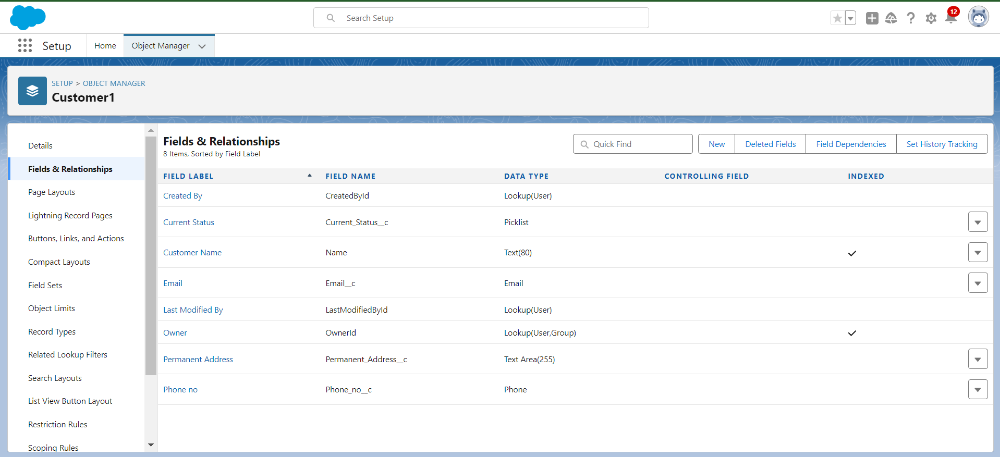 Search Setup
12
Setup
Home
Object Manager
SETUP > OBJECT MANAGER
Customer1
Details
Fields & Relationships
Page Layouts
Lightning Record Pages
Buttons, Links, and Actions
Compact Layouts
Field Sets
Object Limits
Record Types
Related Lookup Filters
Search Layouts
List View Button Layout
Restriction Rules
Scoping Rules
Fields & Relationships
8 Items, Sorted by Field Label
Quick Find
New
Deleted Fields
Field Dependencies
Set History Tracking
FIELD LABEL FIELD NAME DATA TYPE CONTROLLING FIELD INDEXED
Created By CreatedById Lookup(User)
Current Status Current_Status__c Picklist
Customer Name Name Text(80)
Email Email__c Email
Last Modified By LastModifiedById Lookup(User)
Owner OwnerId Lookup(User,Group)
Permanent Address Permanent_Address__c Text Area(255)
Phone no Phone_no__c Phone